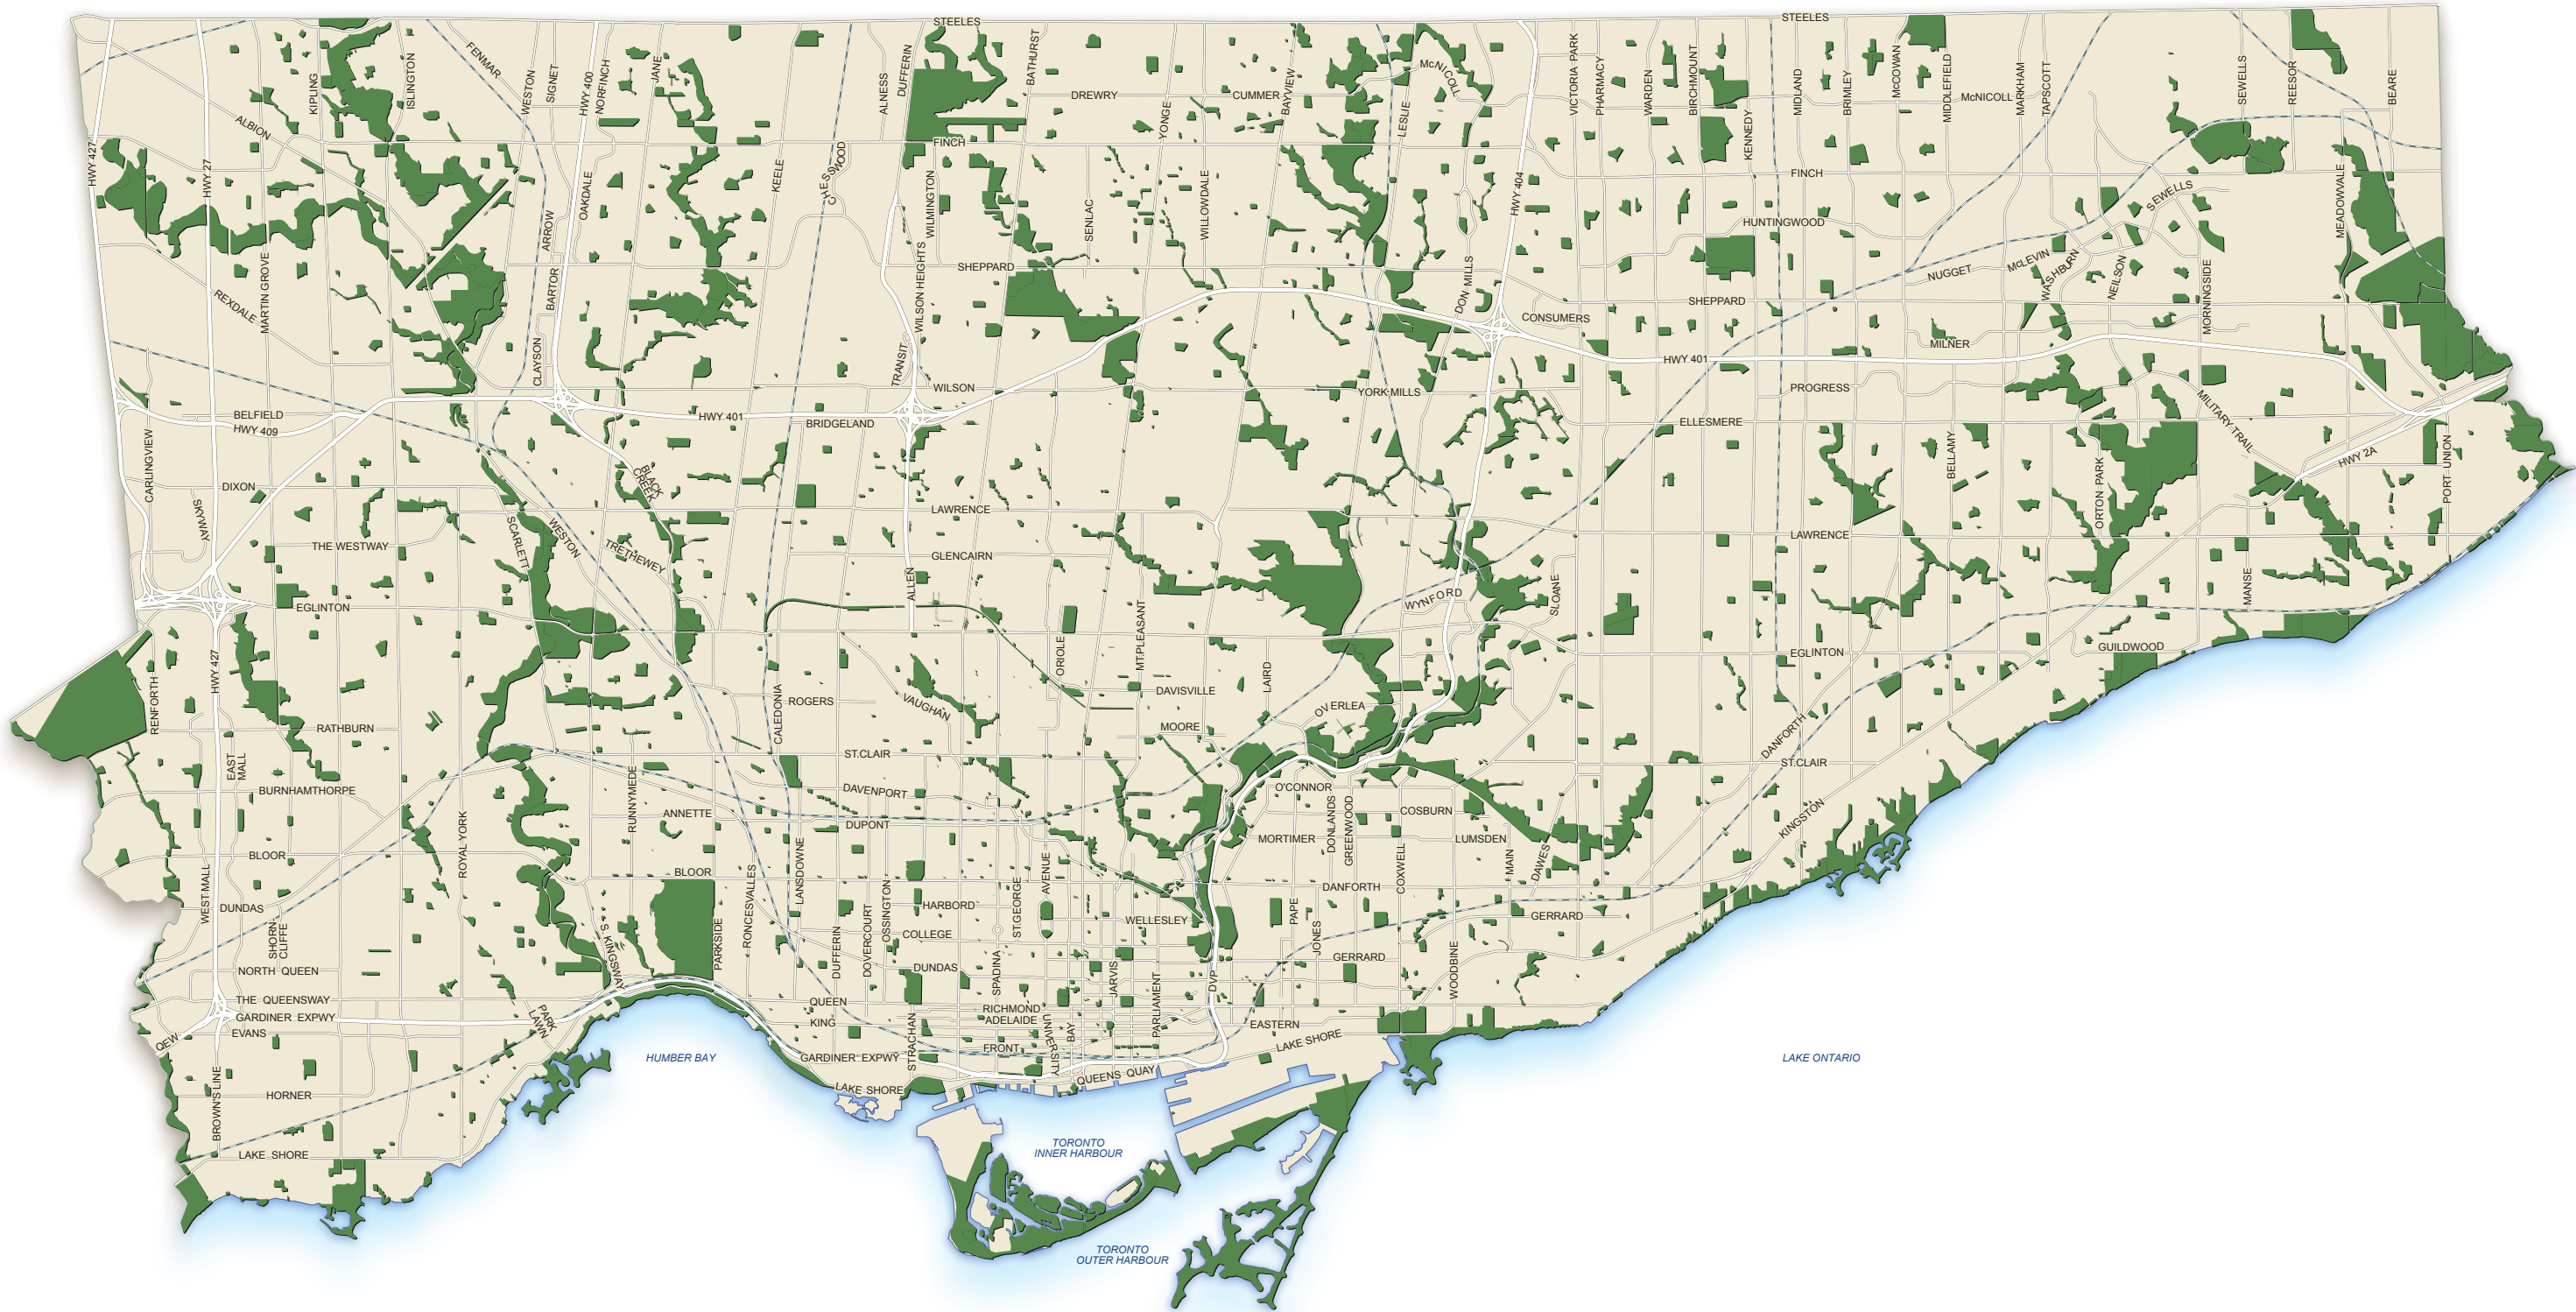 STEELES
STEELES
FENMAR
KIPLING
ISLINGTON
WESTON
SIGNET
HWY 400
NORFINCH
JANE
ALNESS
DUFFERIN
BATHURST
DREWRY
YONGE
CUMMER
BAYVIEW
McNICOLL
LESLIE
VICTORIA PARK
PHARMACY
WARDEN
BIRCHMOUNT
KENNEDY
MIDLAND
BRIMLEY
McCOWAN
MIDDLEFIELD
McNICOLL
MARKHAM
TAPSCOTT
SEWELLS
REESOR
BEARE
ALBION
HWY 427
HWY 27
OAKDALE
ARROW
KEELE
CHESSWOOD
FINCH
WILMINGTON
SENLAC
WILLOWDALE
HWY 404
FINCH
HUNTINGWOOD
SEWELLS
MEADOWVALE
REXDALE
MARTIN GROVE
BARTOR
CLAYSON
WILSON HEIGHTS
TRANSIT
SHEPPARD
DON MILLS
CONSUMERS
SHEPPARD
NUGGET
McLEVIN
WASHBURN
NEILSON
MORNINGSIDE
MILNER
HWY 401
PROGRESS
BELFIELD
HWY 409
WILSON
HWY 401
BRIDGELAND
YORK MILLS
ELLESMERE
MILITARY TRAIL
HWY 2A
PORT UNION
CARLINGVIEW
SKYWAY
DIXON
BLACK
CREEK
SCARLETT
WESTON
TRETHEWEY
THE WESTWAY
LAWRENCE
GLENCAIRN
ALLEN
BELLAMY
ORTON PARK
LAWRENCE
MANSE
EGLINTON
WYNFORD
SLOANE
MT.PLEASANT
ORIOLE
LAIRD
EGLINTON
GUILDWOOD
HWY 427
RENFORTH
RATHBURN
EAST
MALL
CALEDONIA
ROGERS
VAUGHAN
DAVISVILLE
MOORE
OVERLEA
DANFORTH
ST.CLAIR
ST.CLAIR
BURNHAMTHORPE
ROYAL YORK
RUNNYMEDE
ANNETTE
DAVENPORT
DUPONT
O'CONNOR
DONLANDS
GREENWOOD
COSBURN
MORTIMER
LUMSDEN
KINGSTON
BLOOR
BLOOR
WEST MALL
DUNDAS
SHORN
CLIFFE
S. KINGSWAY
PARKSIDE
RONCESVALLES
LANSDOWNE
DUFFERIN
DOVERCOURT
OSSINGTON
HARBORD
COLLEGE
ST.GEORGE
AVENUE
WELLESLEY
DANFORTH
COXWELL
MAIN
DAWES
GERRARD
PAPE
JONES
GERRARD
WOODBINE
NORTH QUEEN
THE QUEENSWAY
GARDINER EXPWY
EVANS
QEW
PARK
LAWN
DUNDAS
SPADINA
JARVIS
PARLIAMENT
DVP
QUEEN
KING
RICHMOND
ADELAIDE
UNIVERSITY
BAY
FRONT
STRACHAN
GARDINER EXPWY
LAKE SHORE
QUEENS QUAY
EASTERN
LAKE SHORE
HUMBER BAY
LAKE ONTARIO
BROWN'S LINE
HORNER
LAKE SHORE
TORONTO
INNER HARBOUR
TORONTO
OUTER HARBOUR